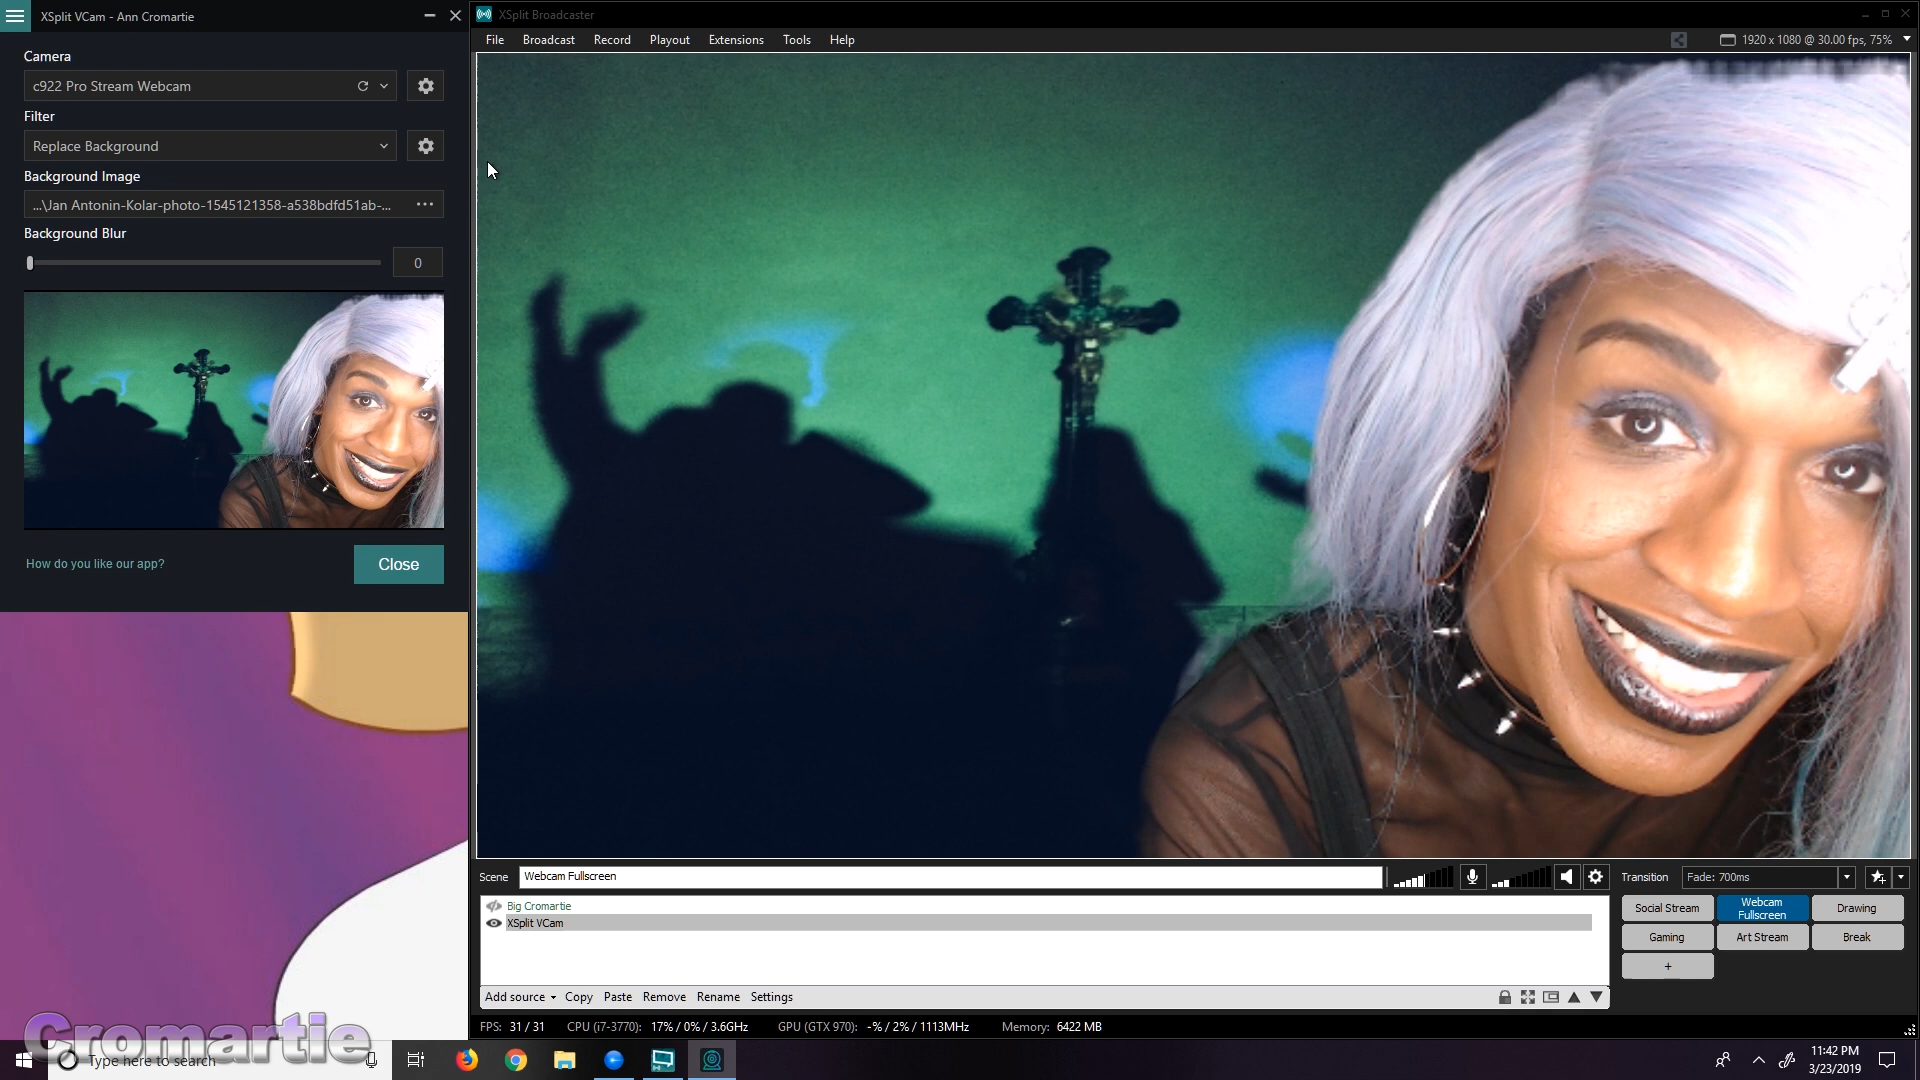 XSplit VCam - Ann Cromartie
Camera
c922 Pro Stream Webcam
Filter
Replace Background
Background Image
...\Jan Antonin-Kolar-photo-1545121358-a538bdfd51ab-...
Background Blur
0
How do you like our app?
Close
XSplit Broadcaster
File Broadcast Record Playout Extensions Tools Help
1920 x 1080 @ 30.00 fps, 75%
Scene Webcam Fullscreen
Big Cromartie
XSplit VCam
Add source Copy Paste Remove Rename Settings
FPS: 31 / 31 CPU (i7-3770): 17% / 0% / 3.6GHz GPU (GTX 970): -% / 2% / 1113MHz Memory: 6422 MB
Transition Fade: 700ms
Social Stream
Webcam
Fullscreen
Drawing
Gaming
Art Stream
Break
+
Cromartie
Type here to search
11:42 PM
3/23/2019